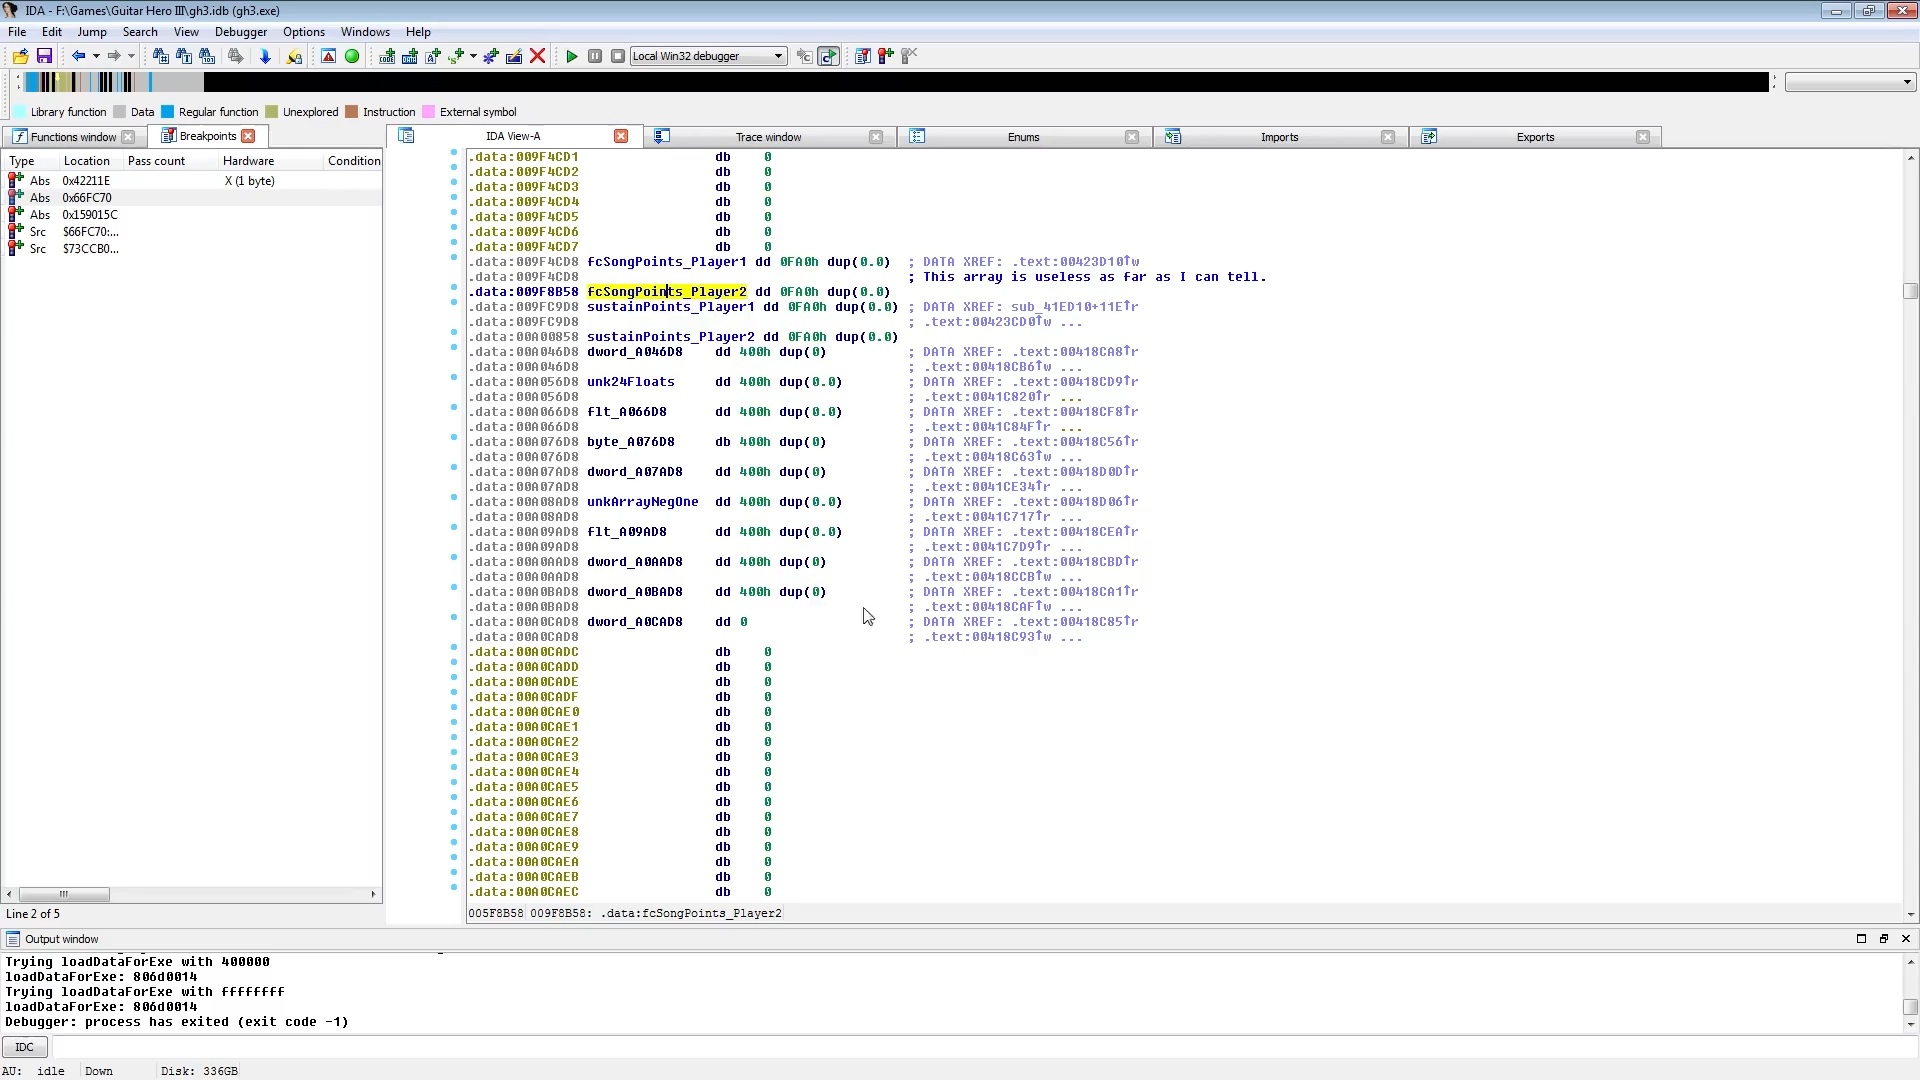 IDA - F:\Games\Guitar Hero III\gh3.idb (gh3.exe)
File Edit Jump Search View Debugger Options Windows Help
Local Win32 debugger
Library function Data Regular function Unexplored Instruction External symbol
Functions window Breakpoints IDA View-A Trace window Enums Imports Exports
Type Location Pass count Hardware Condition
Abs 0x42211E X (1 byte)
Abs 0x66FC70
Abs 0x159015C
Src $66FC70:...
Src $73CCB0...
Line 2 of 5
.data:009F4CD1 db 0
.data:009F4CD2 db 0
.data:009F4CD3 db 0
.data:009F4CD4 db 0
.data:009F4CD5 db 0
.data:009F4CD6 db 0
.data:009F4CD7 db 0
.data:009F4CD8 fcSongPoints_Player1 dd 0FA0h dup(0.0) ; DATA XREF: .text:00423D10↑w
.data:009F4CD8 ; This array is useless as far as I can tell.
.data:009F8B58 fcSongPoints_Player2 dd 0FA0h dup(0.0)
.data:009FC9D8 sustainPoints_Player1 dd 0FA0h dup(0.0) ; DATA XREF: sub_41ED10+11E↑r
.data:009FC9D8 ; .text:00423CD0↑w ...
.data:00A00858 sustainPoints_Player2 dd 0FA0h dup(0.0)
.data:00A046D8 dword_A046D8 dd 400h dup(0) ; DATA XREF: .text:00418CA8↑r
.data:00A046D8 ; .text:00418CB6↑w ...
.data:00A056D8 unk24Floats dd 400h dup(0.0) ; DATA XREF: .text:00418CD9↑r
.data:00A056D8 ; .text:0041C820↑r ...
.data:00A066D8 flt_A066D8 dd 400h dup(0.0) ; DATA XREF: .text:00418CF8↑r
.data:00A066D8 ; .text:0041C84F↑r ...
.data:00A076D8 byte_A076D8 db 400h dup(0) ; DATA XREF: .text:00418C56↑r
.data:00A076D8 ; .text:00418C63↑w ...
.data:00A07AD8 dword_A07AD8 dd 400h dup(0) ; DATA XREF: .text:00418D0D↑r
.data:00A07AD8 ; .text:0041CE34↑r ...
.data:00A08AD8 unkArrayNegOne dd 400h dup(0.0) ; DATA XREF: .text:00418D06↑r
.data:00A08AD8 ; .text:0041C717↑r ...
.data:00A09AD8 flt_A09AD8 dd 400h dup(0.0) ; DATA XREF: .text:00418CEA↑r
.data:00A09AD8 ; .text:0041C7D9↑r ...
.data:00A0AAD8 dword_A0AAD8 dd 400h dup(0) ; DATA XREF: .text:00418CBD↑r
.data:00A0AAD8 ; .text:00418CCB↑w ...
.data:00A0BAD8 dword_A0BAD8 dd 400h dup(0) ; DATA XREF: .text:00418CA1↑r
.data:00A0BAD8 ; .text:00418CAF↑w ...
.data:00A0CAD8 dword_A0CAD8 dd 0 ; DATA XREF: .text:00418C85↑r
.data:00A0CAD8 ; .text:00418C93↑w ...
.data:00A0CADC db 0
.data:00A0CADD db 0
.data:00A0CADE db 0
.data:00A0CADF db 0
.data:00A0CAE0 db 0
.data:00A0CAE1 db 0
.data:00A0CAE2 db 0
.data:00A0CAE3 db 0
.data:00A0CAE4 db 0
.data:00A0CAE5 db 0
.data:00A0CAE6 db 0
.data:00A0CAE7 db 0
.data:00A0CAE8 db 0
.data:00A0CAE9 db 0
.data:00A0CAEA db 0
.data:00A0CAEB db 0
.data:00A0CAEC db 0
005F8B58 009F8B58: .data:fcSongPoints_Player2
Output window
Trying loadDataForExe with 400000
loadDataForExe: 806d0014
Trying loadDataForExe with ffffffff
loadDataForExe: 806d0014
Debugger: process has exited (exit code -1)
IDC
AU: idle Down Disk: 336GB